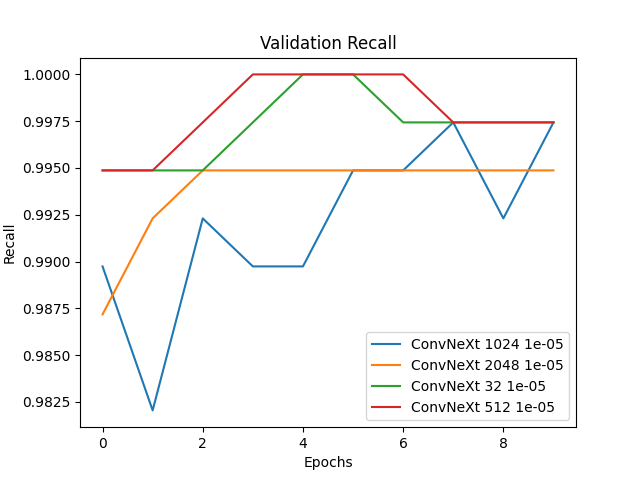 Validation Recall
1.0000
0.9975
0.9950
0.9925
0.9900
0.9875
0.9850
0.9825
Recall
0
2
4
6
8
Epochs
ConvNeXt 1024 1e-05
ConvNeXt 2048 1e-05
ConvNeXt 32 1e-05
ConvNeXt 512 1e-05